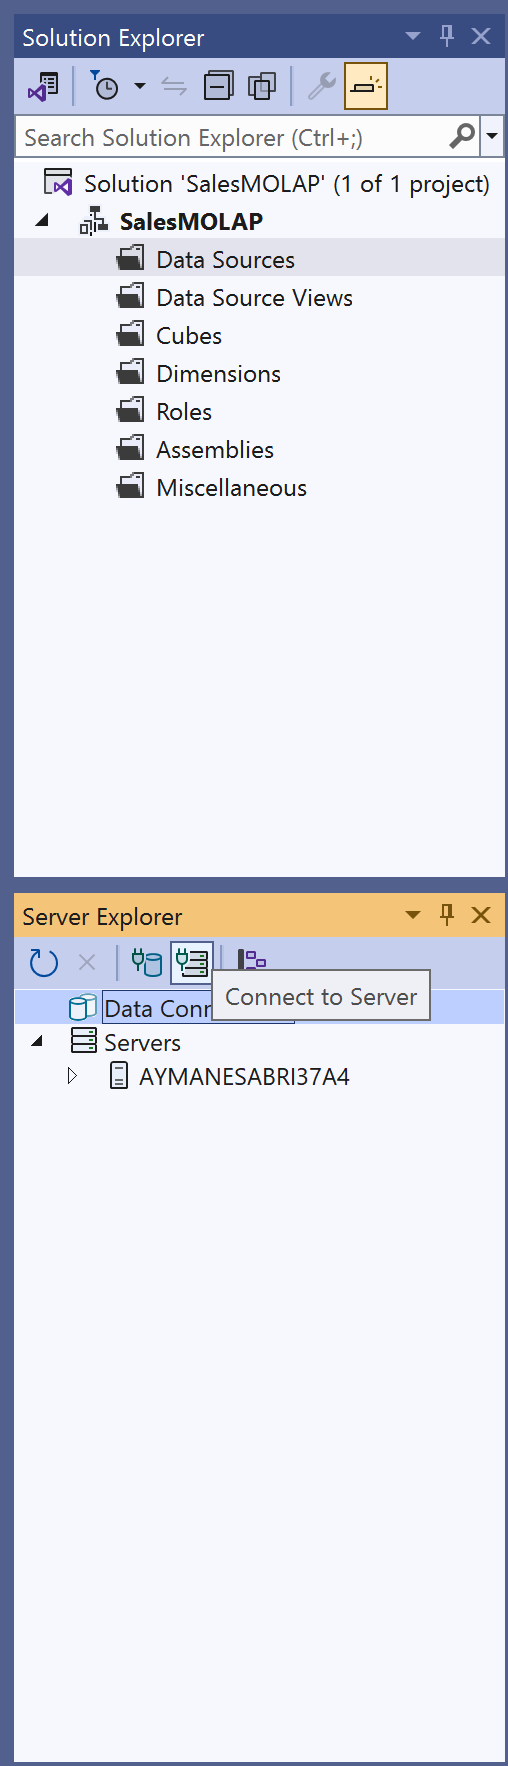 Solution Explorer
Search Solution Explorer (Ctrl+;)
Solution 'SalesMOLAP' (1 of 1 project)
SalesMOLAP
Data Sources
Data Source Views
Cubes
Dimensions
Roles
Assemblies
Miscellaneous
Server Explorer
Connect to Server
Data Conn
Servers
AYMANESABRI37A4